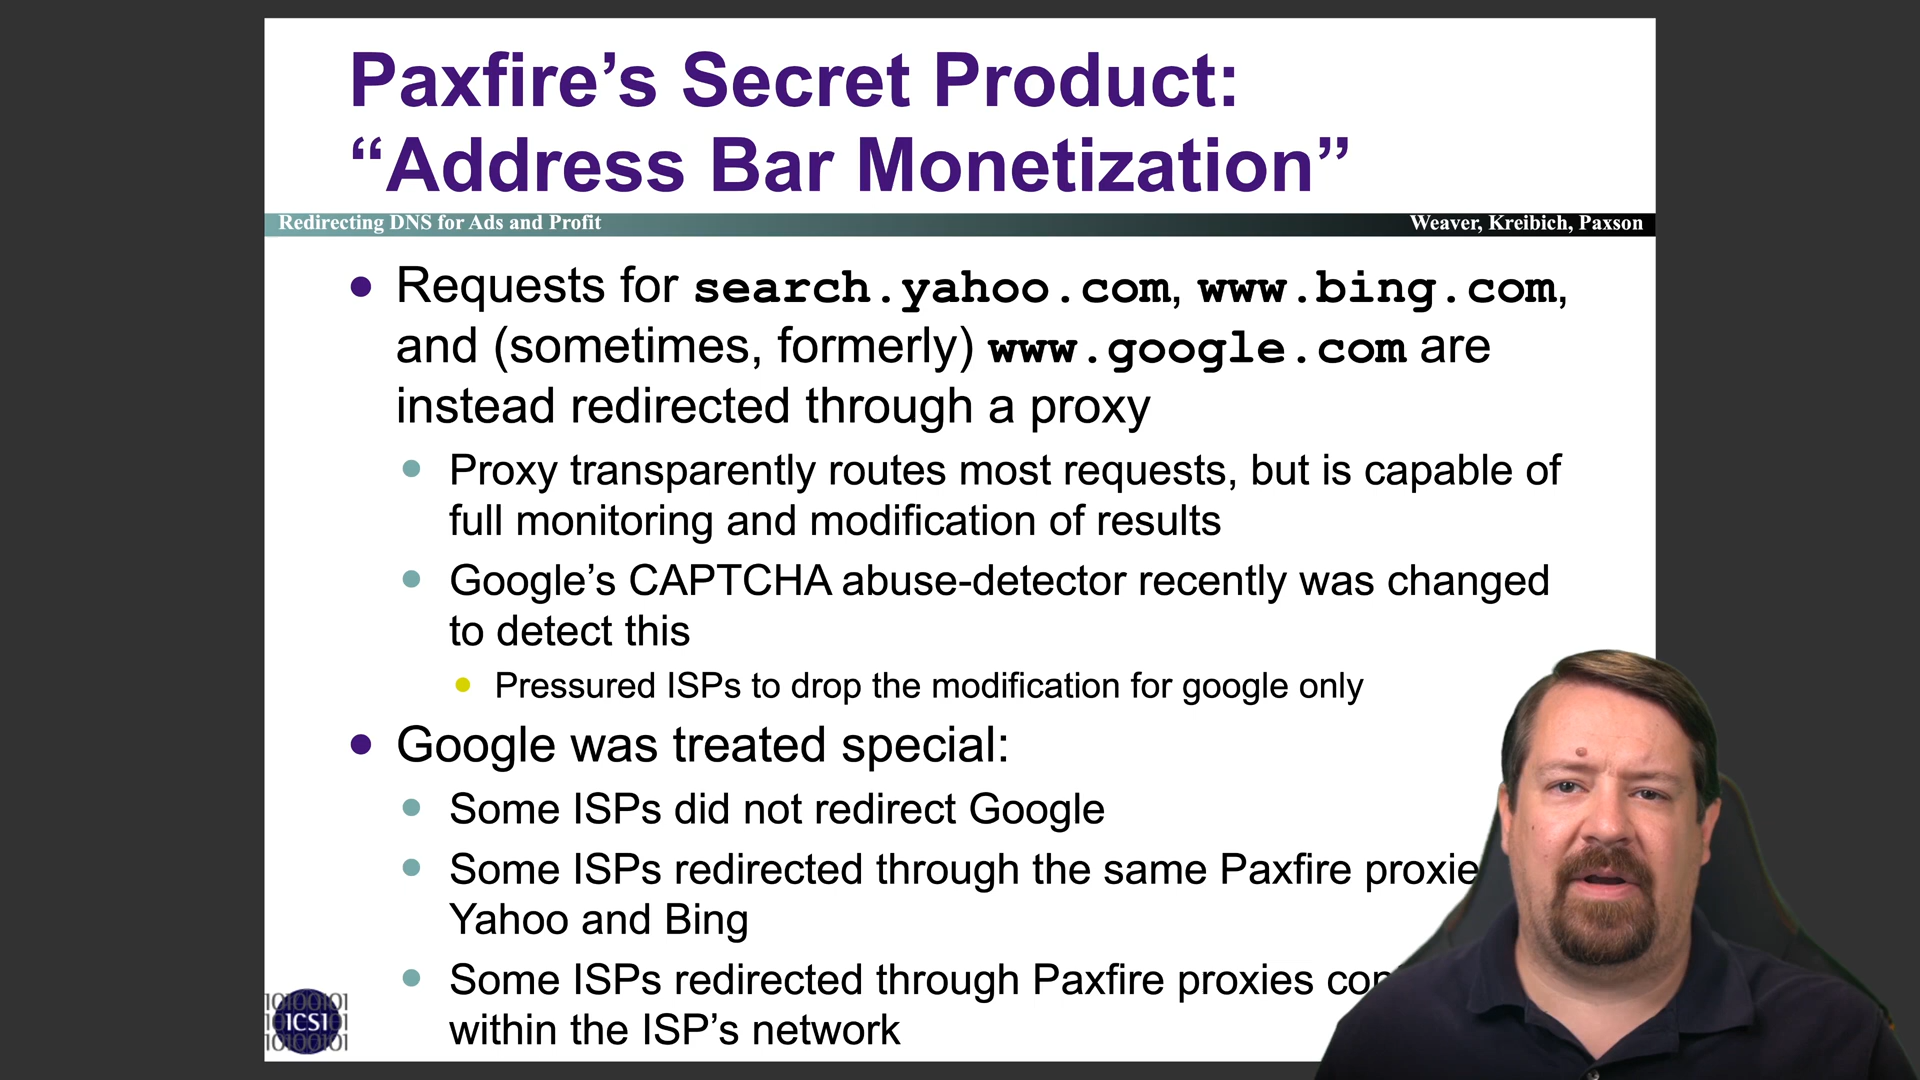 Paxfire’s Secret Product:
“Address Bar Monetization”
Redirecting DNS for Ads and Profit
Weaver, Kreibich, Paxson
Requests for search.yahoo.com, www.bing.com,
and (sometimes, formerly) www.google.com are
instead redirected through a proxy
Proxy transparently routes most requests, but is capable of
full monitoring and modification of results
Google’s CAPTCHA abuse-detector recently was changed
to detect this
Pressured ISPs to drop the modification for google only
Google was treated special:
Some ISPs did not redirect Google
Some ISPs redirected through the same Paxfire
Yahoo and Bing
Some ISPs redirected through Paxfire proxies
within the ISP’s network
10100101
ICSI
10100101